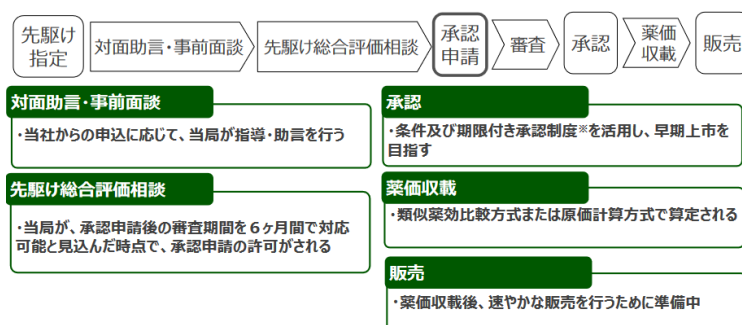 先駆け
指定
対面助言・事前面談
先駆け総合評価相談
承認
申請
審査
承認
薬価
収載
販売
対面助言・事前面談
・当社からの申込に応じて、当局が指導・助言を行う
先駆け総合評価相談
・当局が、承認申請後の審査期間を6ヶ月間で対応
可能と見込んだ時点で、承認申請の許可がされる
承認
・条件及び期限付き承認制度※を活用し、早期上市を
目指す
薬価収載
・類似薬効比較方式または原価計算方式で算定される
販売
・薬価収載後、速やかな販売を行うために準備中